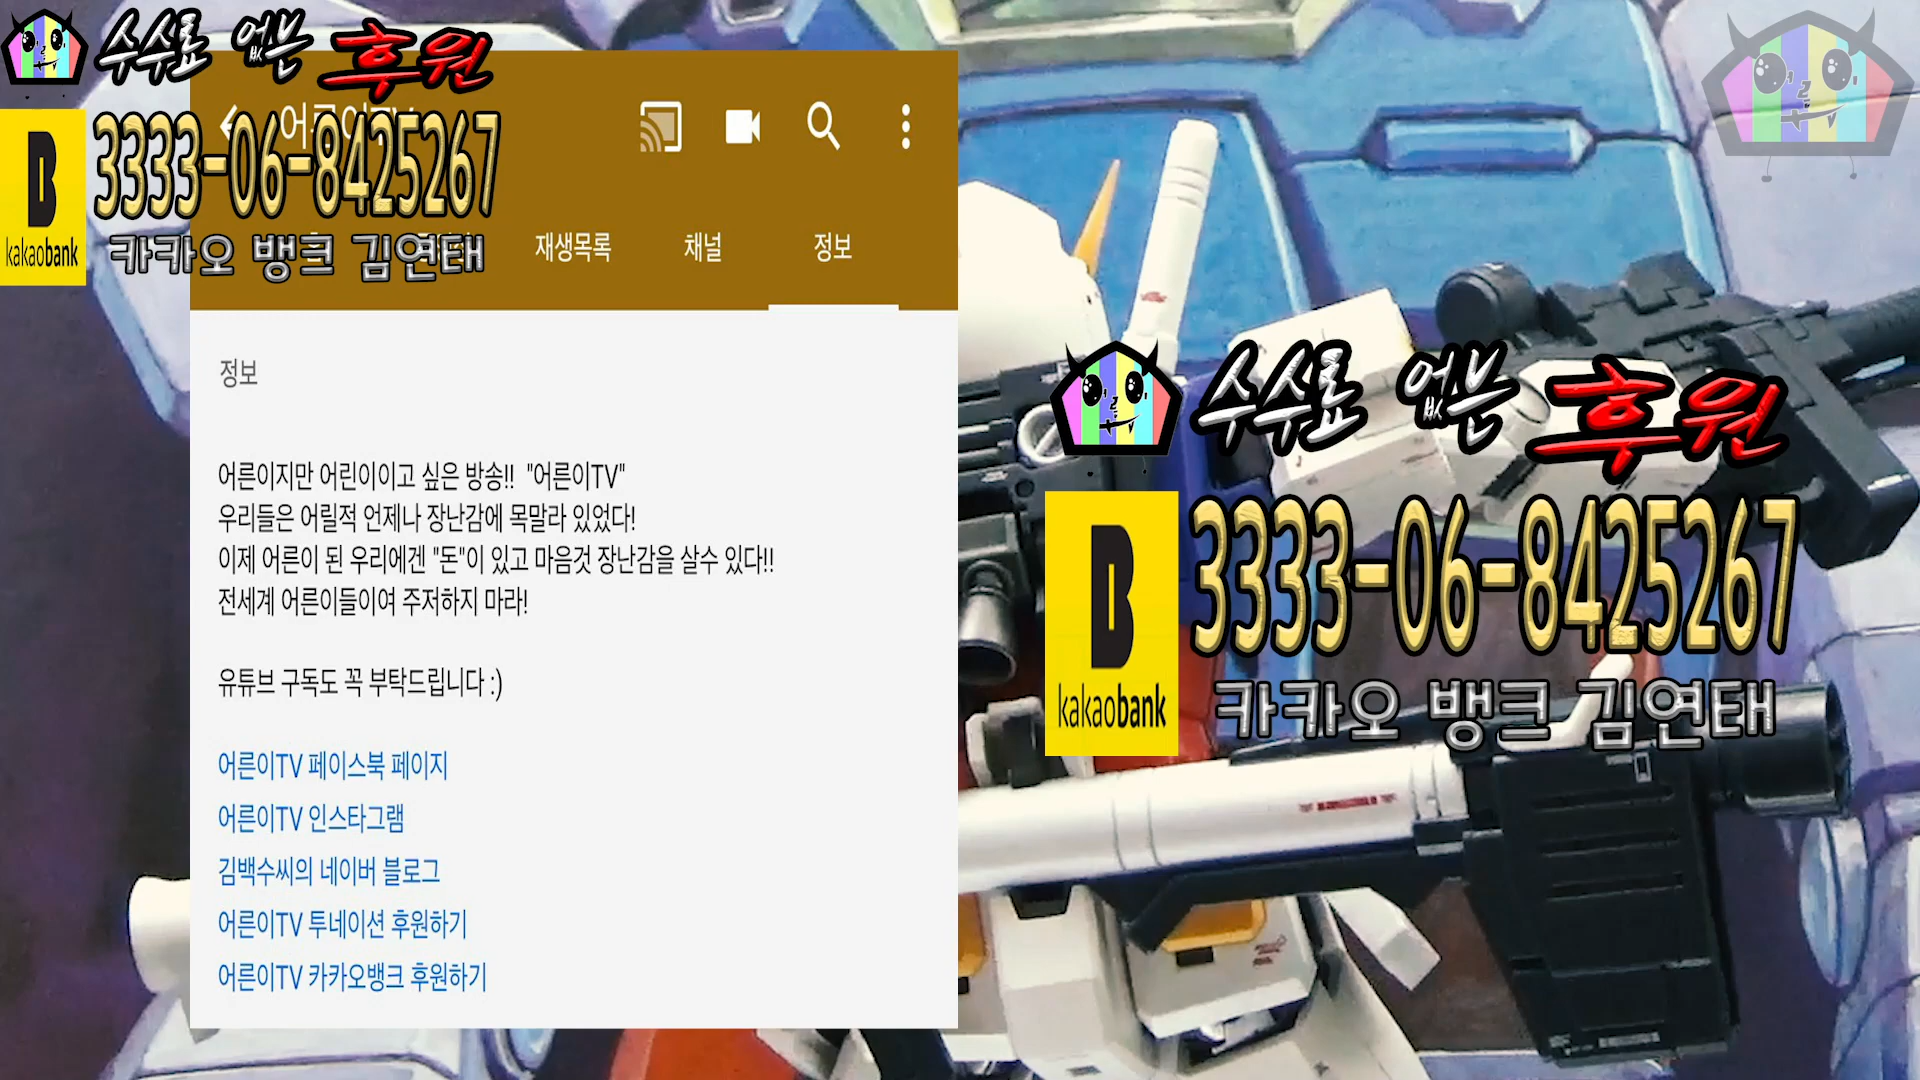 수수료 없는 후원
3333-06-8425267
kakaobank
카카오 뱅크 김연태
어른이TV
재생목록 채널 정보
정보
어른이지만 어린이이고 싶은 방송!! "어른이TV"
우리들은 어릴적 언제나 장난감에 목말라 있었다!
이제 어른이 된 우리에겐 "돈"이 있고 마음것 장난감을 살수 있다!!
전세계 어른이들이여 주저하지 마라!
유튜브 구독도 꼭 부탁드립니다 :)
어른이TV 페이스북 페이지
어른이TV 인스타그램
김백수씨의 네이버 블로그
어른이TV 투네이션 후원하기
어른이TV 카카오뱅크 후원하기
수수료 없는 후원
3333-06-8425267
kakaobank
카카오 뱅크 김연태